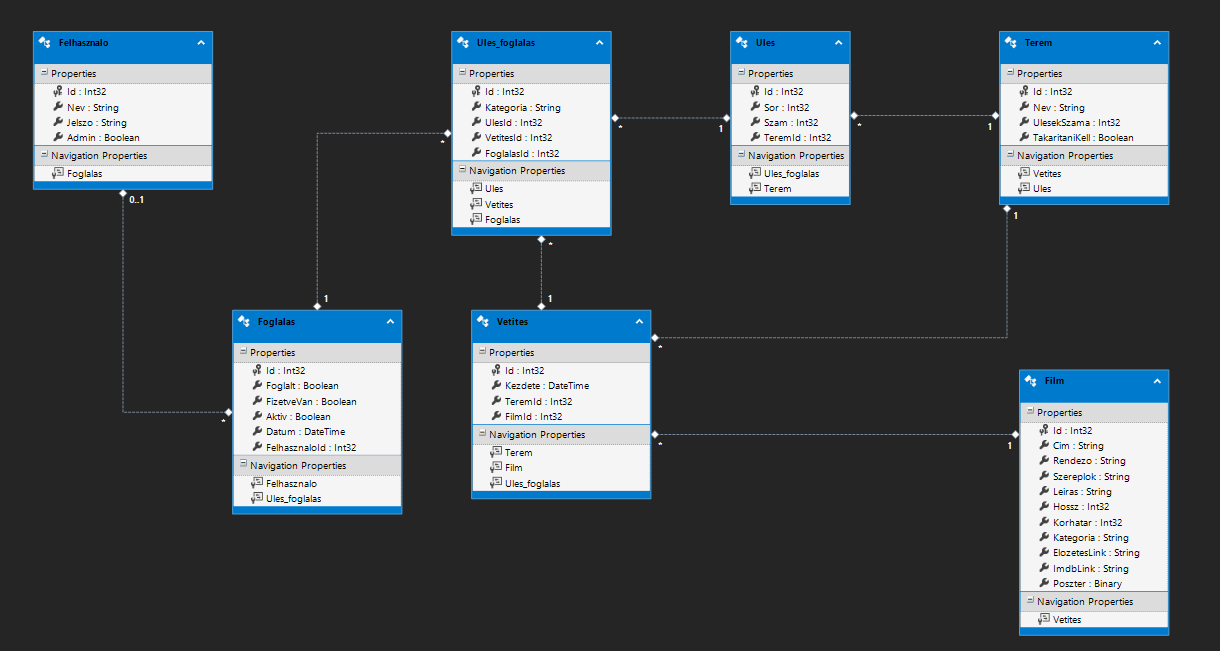 Felhasznalo
Properties
Id : Int32
Nev : String
Jelszo : String
Admin : Boolean
Navigation Properties
Foglalas
0..1
*
Ules_foglalas
Properties
Id : Int32
Kategoria : String
UlesId : Int32
VetitesId : Int32
FoglalasId : Int32
Navigation Properties
Ules
Vetites
Foglalas
*
*
1
*
Ules
Properties
Id : Int32
Sor : Int32
Szam : Int32
TeremId : Int32
Navigation Properties
Ules_foglalas
Terem
*
1
Terem
Properties
Id : Int32
Nev : String
UlesekSzama : Int32
TakaritaniKell : Boolean
Navigation Properties
Vetites
Ules
1
1
Foglalas
Properties
Id : Int32
Foglalt : Boolean
FizetveVan : Boolean
Aktiv : Boolean
Datum : DateTime
FelhasznaloId : Int32
Navigation Properties
Felhasznalo
Ules_foglalas
1
Vetites
Properties
Id : Int32
Kezdete : DateTime
TeremId : Int32
FilmId : Int32
Navigation Properties
Terem
Film
Ules_foglalas
*
*
1
Film
Properties
Id : Int32
Cim : String
Rendezo : String
Szereplok : String
Leiras : String
Hossz : Int32
Korhatar : Int32
Kategoria : String
ElozetesLink : String
ImdbLink : String
Poszter : Binary
Navigation Properties
Vetites